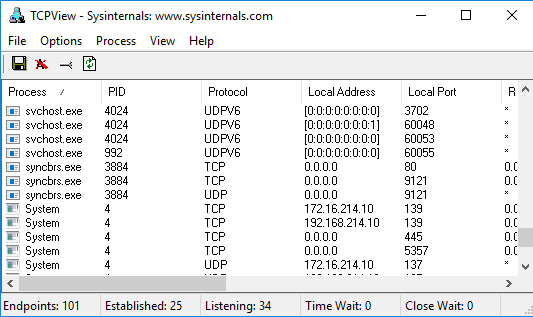 TCPView - Sysinternals: www.sysinternals.com
File Options Process View Help
Process / PID Protocol Local Address Local Port R
svchost.exe 4024 UDPV6 [0:0:0:0:0:0:0:0] 3702 *
svchost.exe 4024 UDPV6 [0:0:0:0:0:0:0:1] 60048 *
svchost.exe 4024 UDPV6 [0:0:0:0:0:0:0:0] 60053 *
svchost.exe 992 UDPV6 [0:0:0:0:0:0:0:0] 60055 *
syncbrs.exe 3884 TCP 0.0.0.0 80 0.0
syncbrs.exe 3884 TCP 0.0.0.0 9121 0.0
syncbrs.exe 3884 UDP 0.0.0.0 9121 *
System 4 TCP 172.16.214.10 139 0.0
System 4 TCP 192.168.214.10 139 0.0
System 4 TCP 0.0.0.0 445 0.0
System 4 TCP 0.0.0.0 5357 0.0
System 4 UDP 172.16.214.10 137 *
Endpoints: 101 Established: 25 Listening: 34 Time Wait: 0 Close Wait: 0